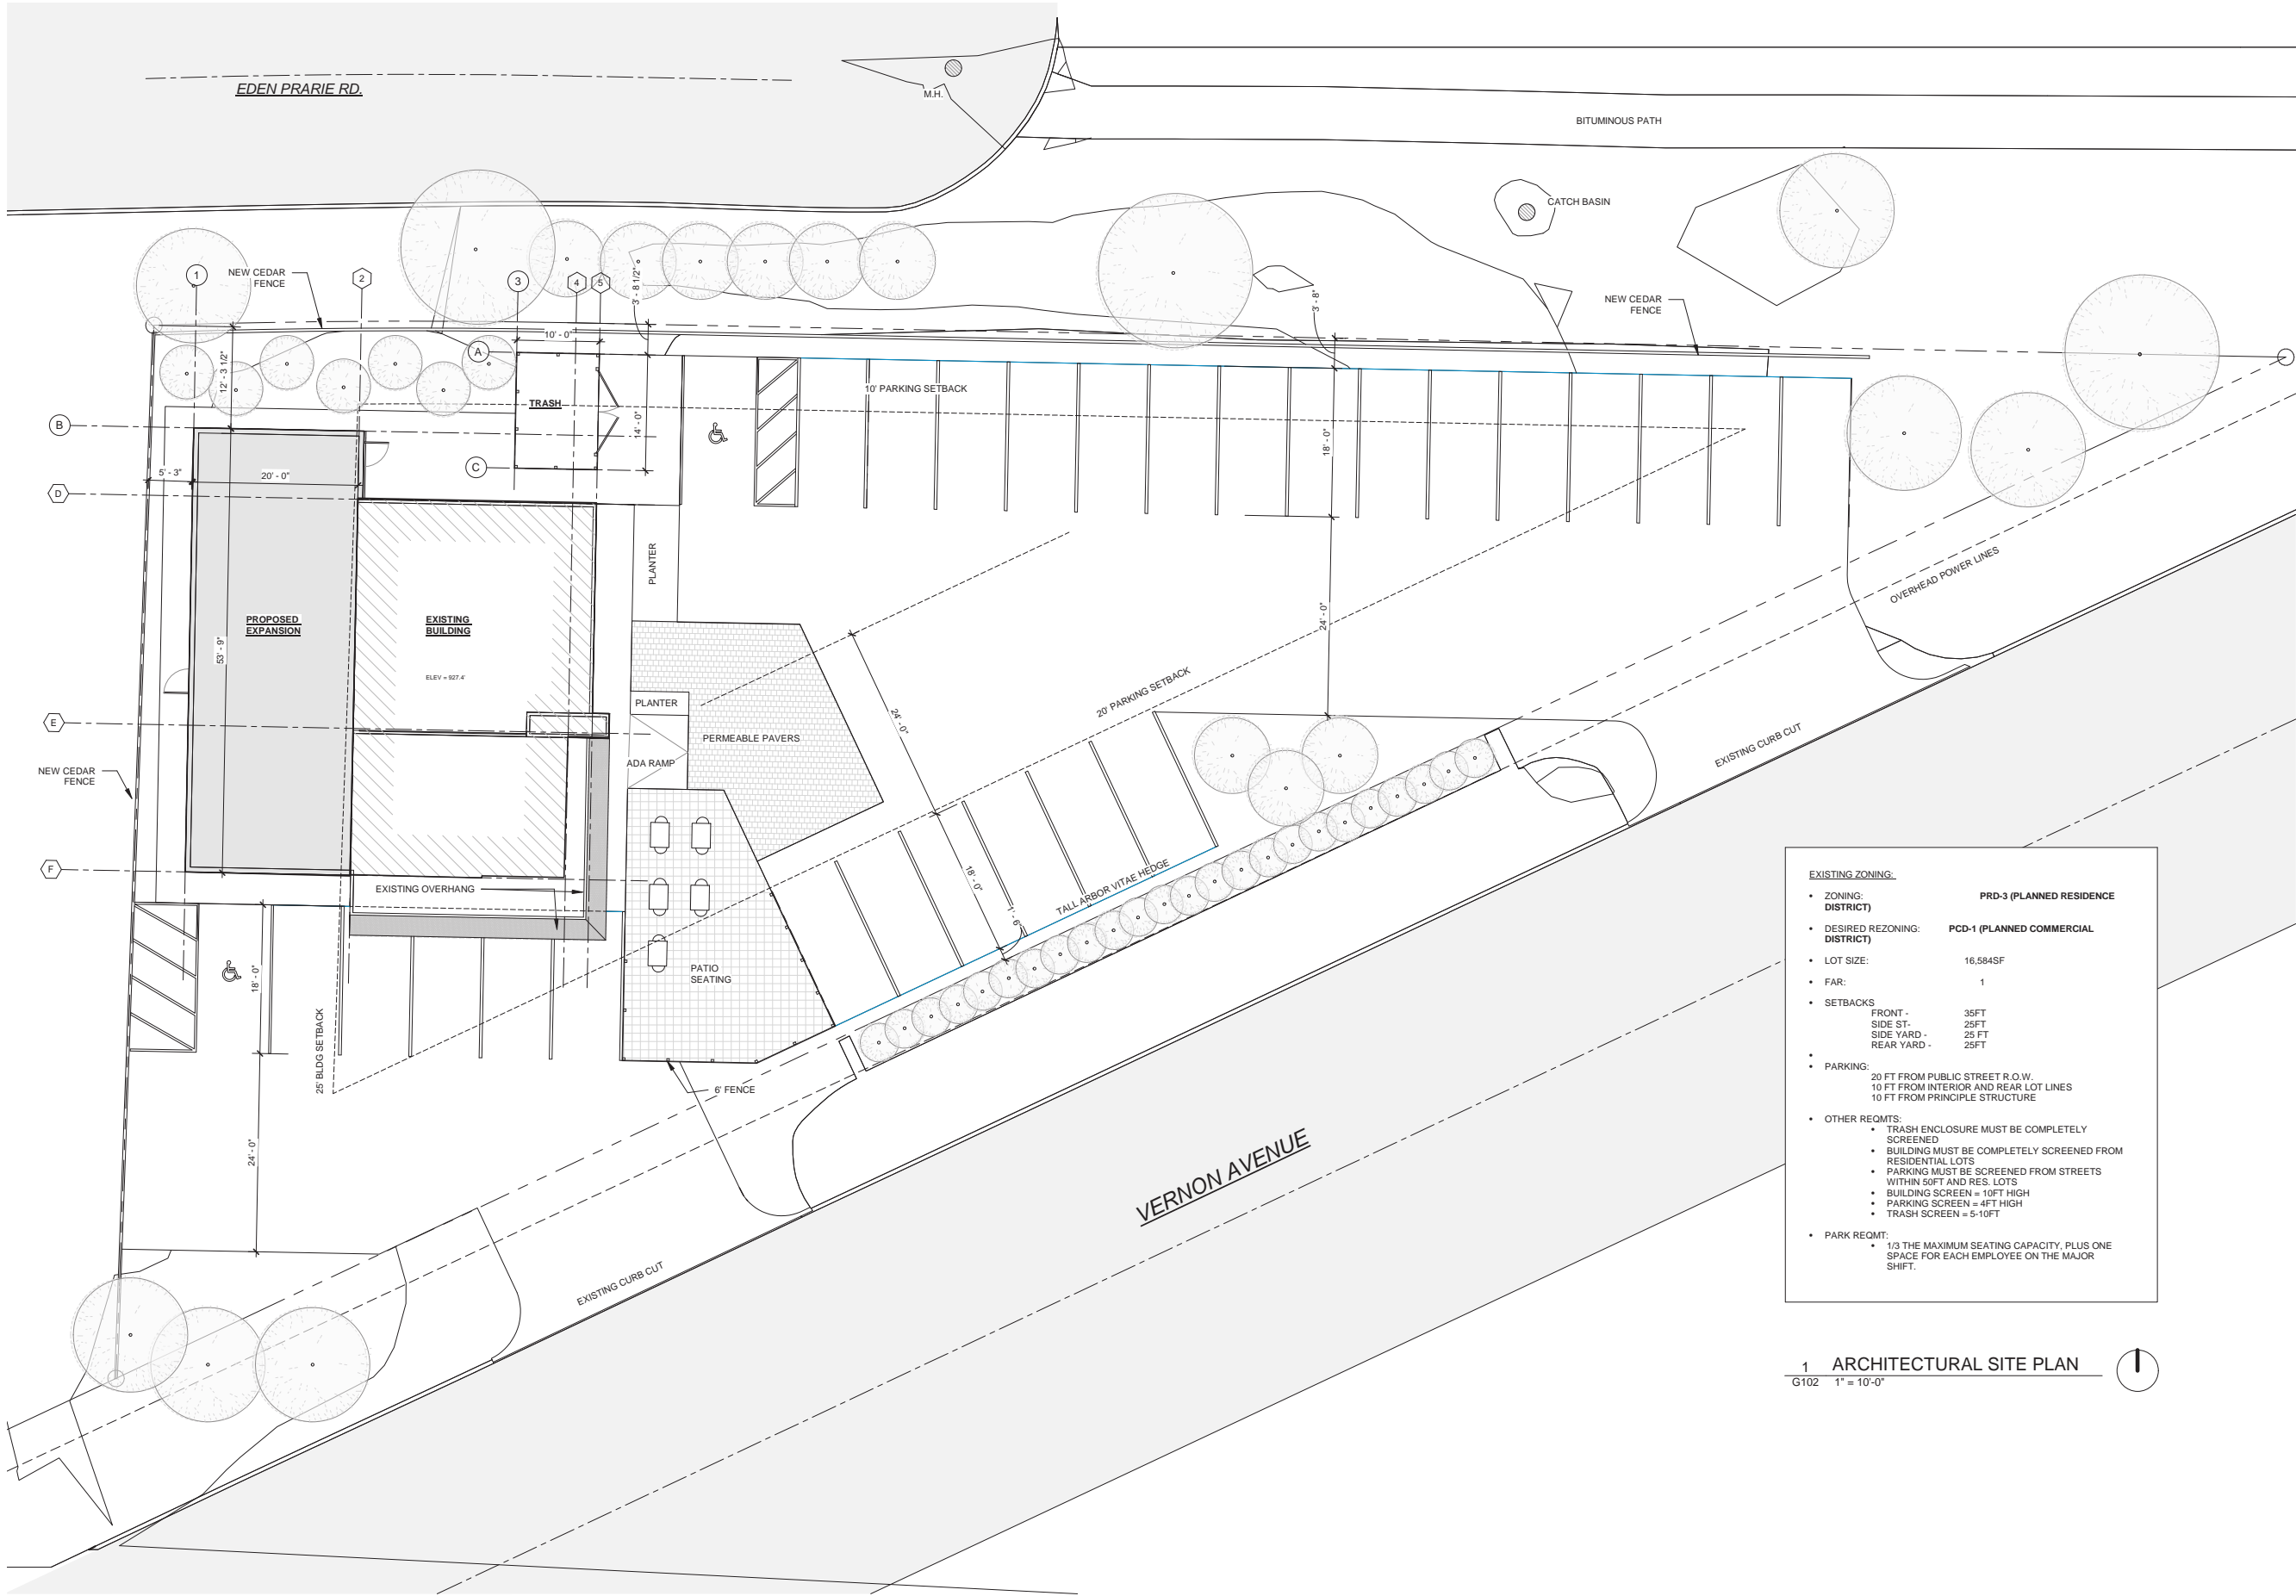 EDEN PRARIE RD.
M.H.
BITUMINOUS PATH
CATCH BASIN
1
NEW CEDAR
FENCE
2
3
4
5
3' - 8 1/2"
3' - 8"
NEW CEDAR
FENCE
10' - 0"
A
12' - 3 1/2"
TRASH
10' PARKING SETBACK
14' - 0"
18' - 0"
B
C
5' - 3"
20' - 0"
D
PLANTER
OVERHEAD POWER LINES
PROPOSED
EXPANSION
EXISTING
BUILDING
53' - 9"
24' - 0"
ELEV = 927.4'
PLANTER
20' PARKING SETBACK
E
24' - 0"
PERMEABLE PAVERS
ADA RAMP
EXISTING CURB CUT
NEW CEDAR
FENCE
F
EXISTING OVERHANG
18' - 0"
TALL ARBOR VITAE HEDGE
1' - 6"
PATIO
SEATING
18' - 0"
25' BLDG SETBACK
6' FENCE
24' - 0"
VERNON AVENUE
EXISTING CURB CUT
EXISTING ZONING:
• ZONING: PRD-3 (PLANNED RESIDENCE
DISTRICT)
• DESIRED REZONING: PCD-1 (PLANNED COMMERCIAL
DISTRICT)
• LOT SIZE: 16,584SF
• FAR: 1
• SETBACKS
FRONT - 35FT
SIDE ST- 25FT
SIDE YARD - 25 FT
REAR YARD - 25FT
•
• PARKING:
20 FT FROM PUBLIC STREET R.O.W.
10 FT FROM INTERIOR AND REAR LOT LINES
10 FT FROM PRINCIPLE STRUCTURE
• OTHER REQMTS:
• TRASH ENCLOSURE MUST BE COMPLETELY
SCREENED
• BUILDING MUST BE COMPLETELY SCREENED FROM
RESIDENTIAL LOTS
• PARKING MUST BE SCREENED FROM STREETS
WITHIN 50FT AND RES. LOTS
• BUILDING SCREEN = 10FT HIGH
• PARKING SCREEN = 4FT HIGH
• TRASH SCREEN = 5-10FT
• PARK REQMT:
• 1/3 THE MAXIMUM SEATING CAPACITY, PLUS ONE
SPACE FOR EACH EMPLOYEE ON THE MAJOR
SHIFT.
1 ARCHITECTURAL SITE PLAN
G102 1" = 10'-0"